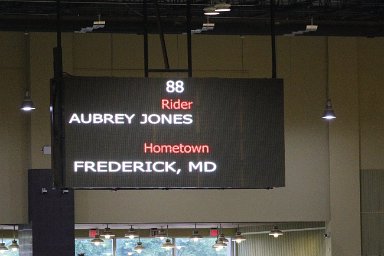 88
Rider
AUBREY JONES
Hometown
FREDERICK, MD